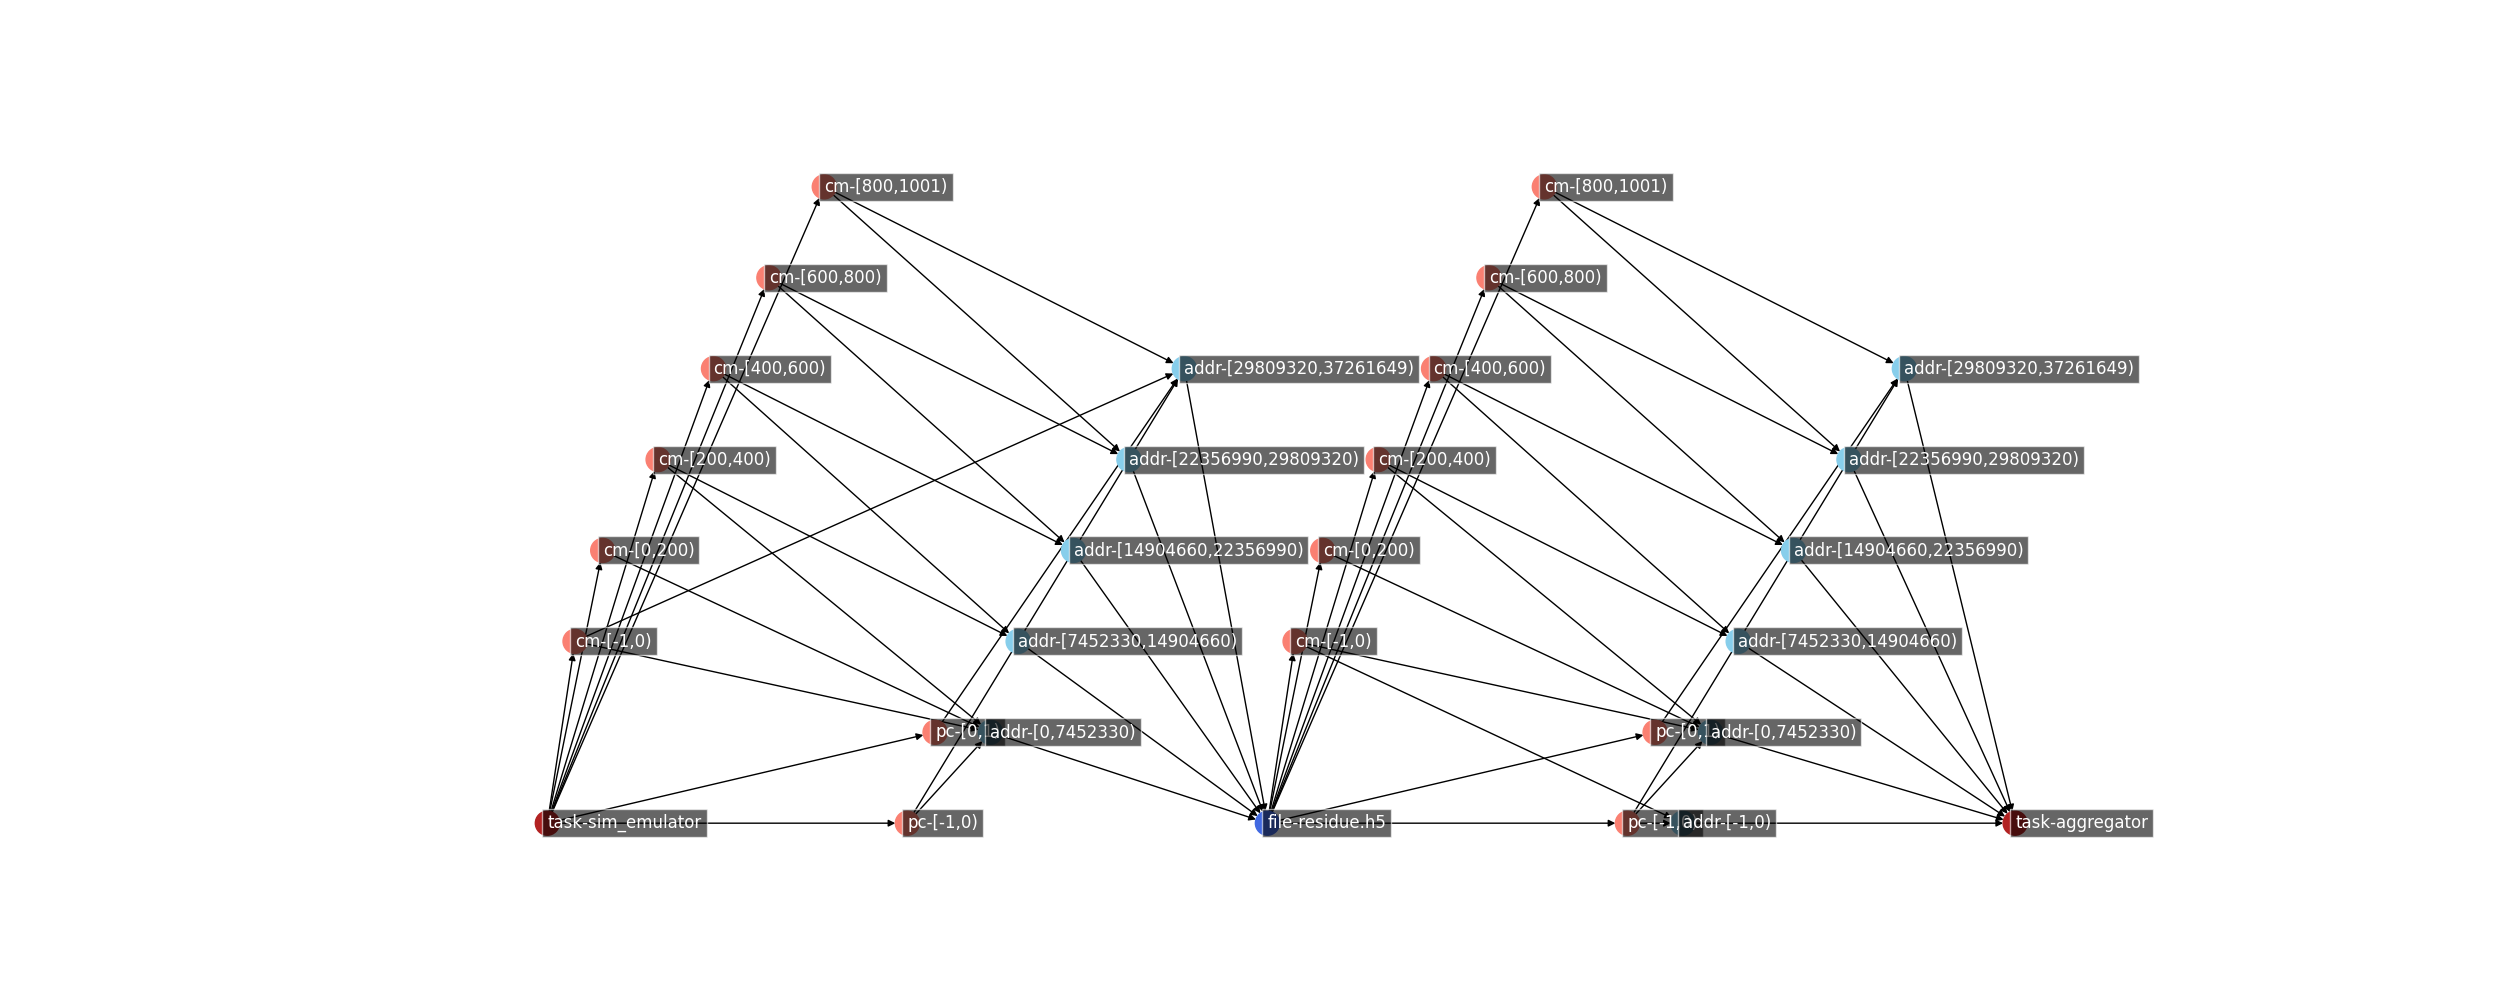 cm-[800,1001)
cm-[800,1001)
cm-[600,800)
cm-[600,800)
cm-[400,600)
addr-[29809320,37261649)
cm-[400,600)
addr-[29809320,37261649)
cm-[200,400)
addr-[22356990,29809320)
cm-[200,400)
addr-[22356990,29809320)
cm-[0,200)
addr-[14904660,22356990)
cm-[0,200)
addr-[14904660,22356990)
cm-[-1,0)
addr-[7452330,14904660)
cm-[-1,0)
addr-[7452330,14904660)
pc-[0,1)
addr-[0,7452330)
pc-[0,1)
addr-[0,7452330)
task-sim_emulator
pc-[-1,0)
file-residue.h5
pc-[-1,0)
addr-[-1,0)
task-aggregator